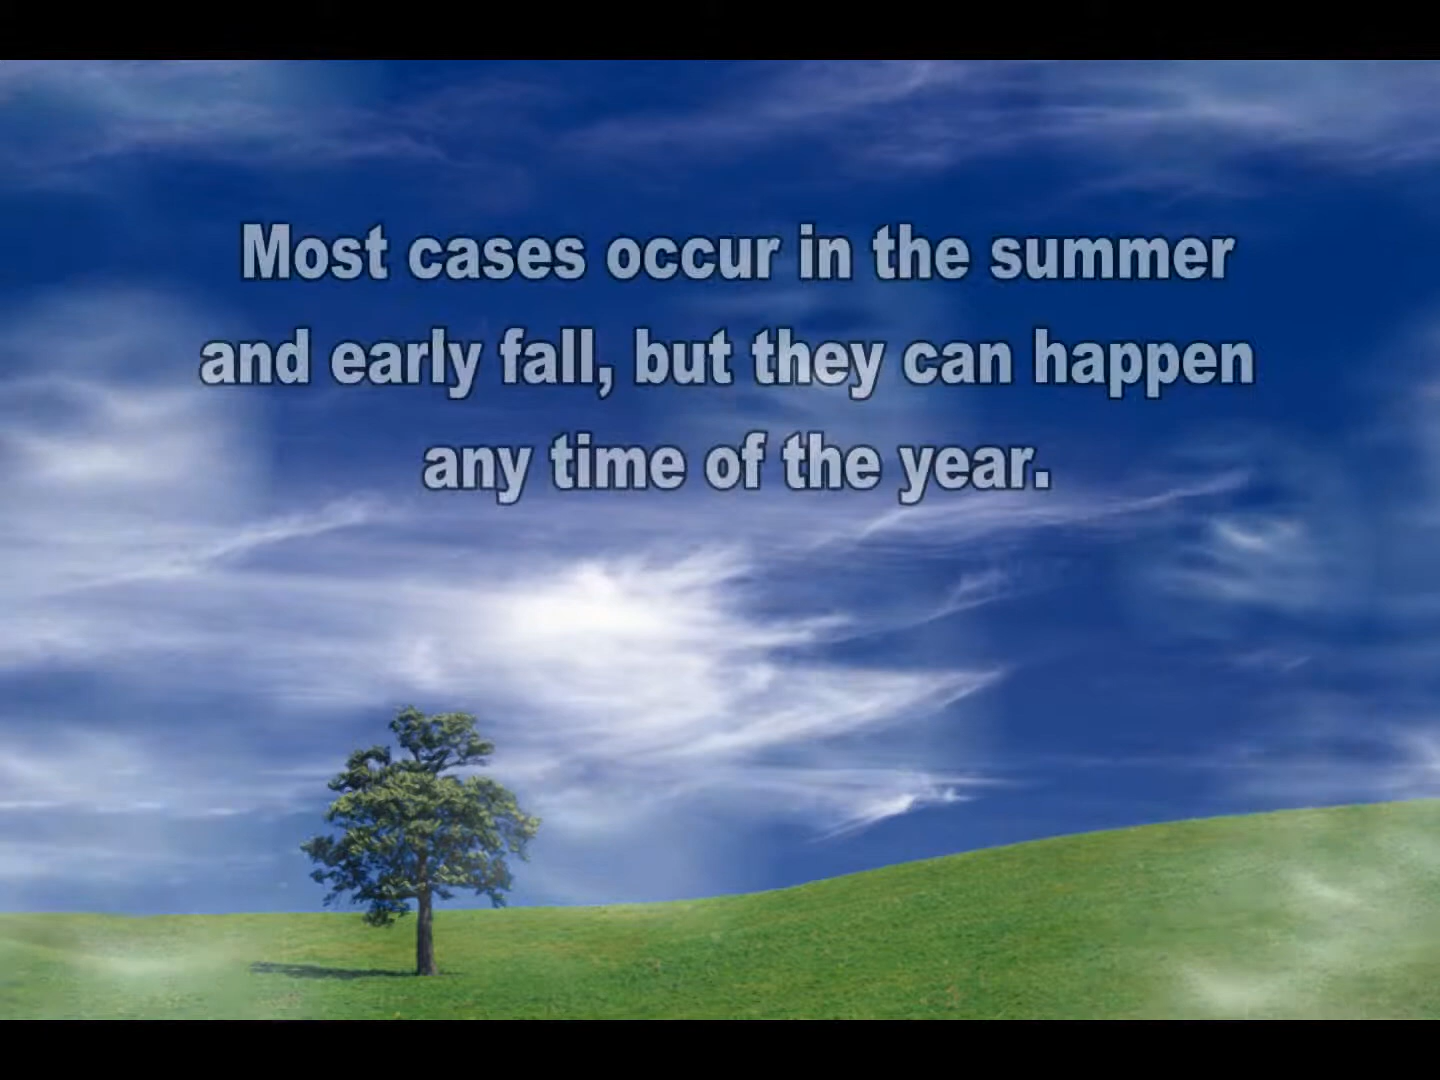 Most cases occur in the summer
and early fall, but they can happen
any time of the year.